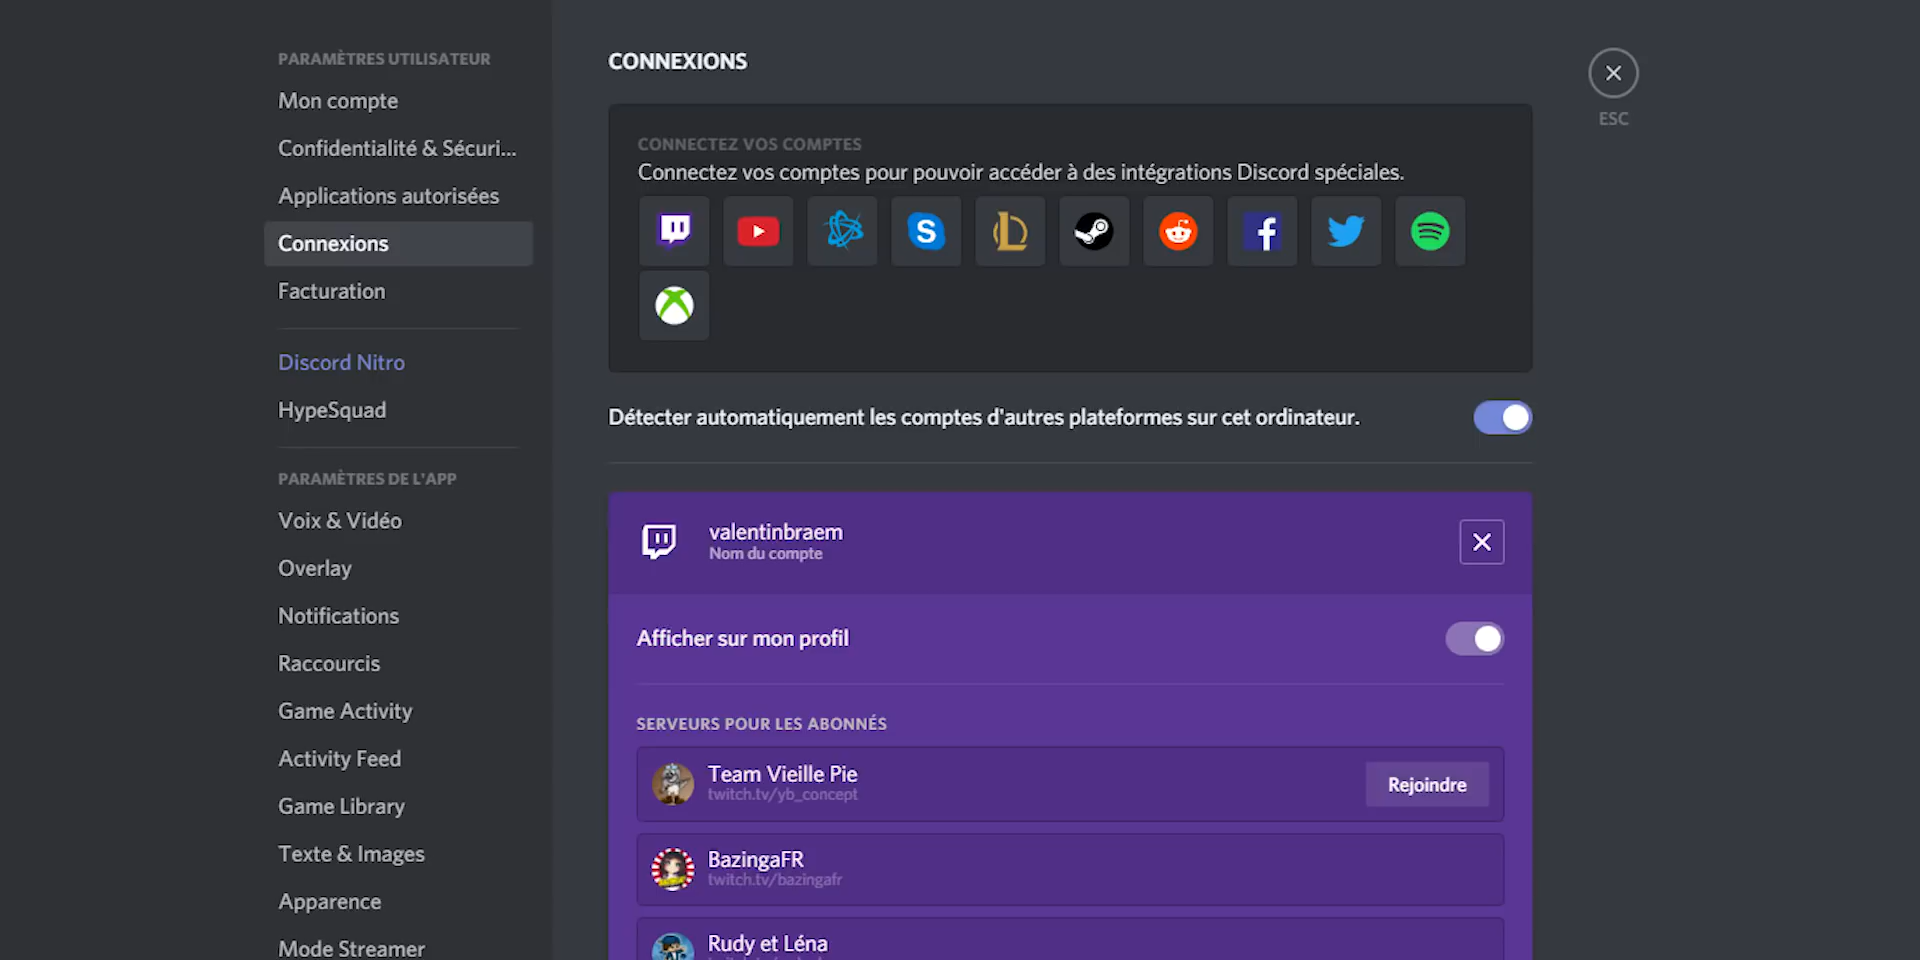 PARAMÈTRES UTILISATEUR
Mon compte
Confidentialité & Sécuri...
Applications autorisées
Connexions
Facturation
Discord Nitro
HypeSquad
PARAMÈTRES DE L'APP
Voix & Vidéo
Overlay
Notifications
Raccourcis
Game Activity
Activity Feed
Game Library
Texte & Images
Apparence
Mode Streamer
CONNEXIONS
ESC
CONNECTEZ VOS COMPTES
Connectez vos comptes pour pouvoir accéder à des intégrations Discord spéciales.
Détecter automatiquement les comptes d'autres plateformes sur cet ordinateur.
valentinbraem
Nom du compte
Afficher sur mon profil
SERVEURS POUR LES ABONNÉS
Team Vieille Pie
twitch.tv/yb_concept
Rejoindre
BazingaFR
twitch.tv/bazingafr
Rudy et Léna